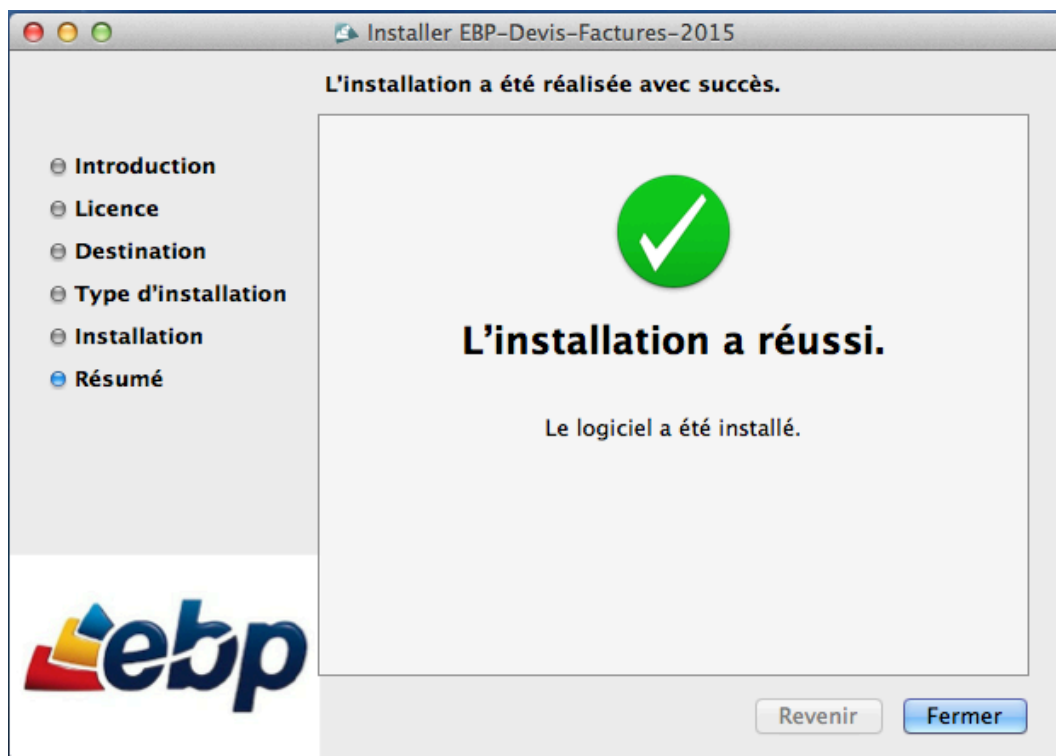 Installer EBP-Devis-Factures-2015
L'installation a été réalisée avec succès.
Introduction
Licence
Destination
Type d'installation
Installation
Résumé
L'installation a réussi.
Le logiciel a été installé.
ebp
Revenir
Fermer